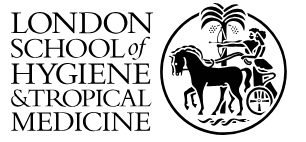 LONDON
SCHOOL of
HYGIENE
& TROPICAL
MEDICINE